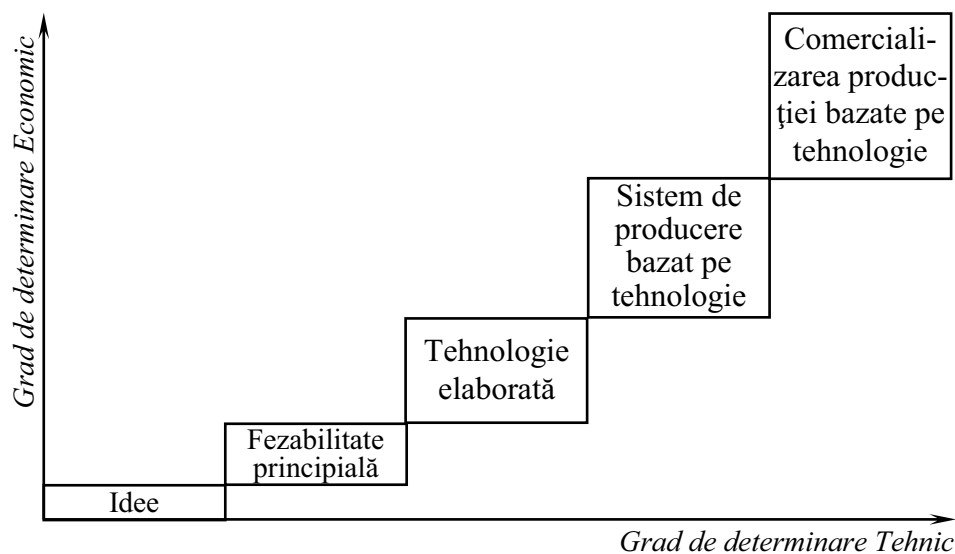 Grad de determinare Economic
Comerciali-
zarea produc-
ţiei bazate pe
tehnologie
Sistem de
producere
bazat pe
tehnologie
Tehnologie
elaborată
Fezabilitate
principială
Idee
Grad de determinare Tehnic